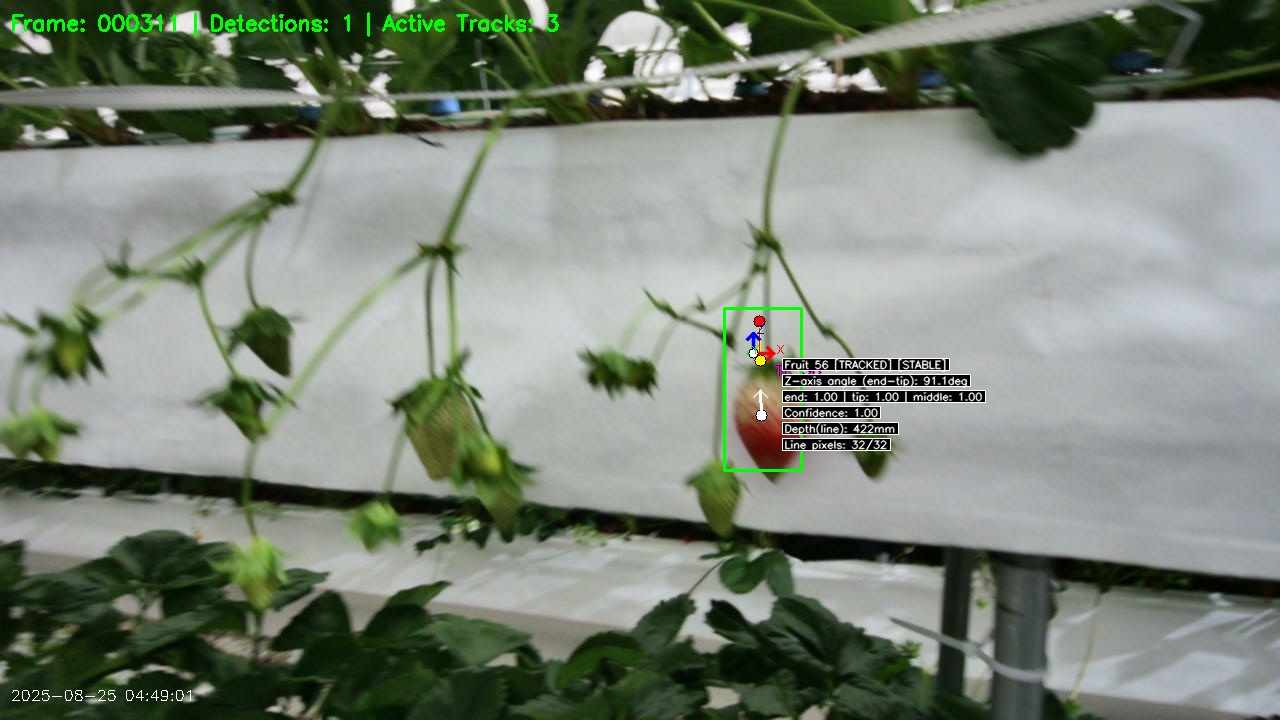 Frame: 000311 | Detections: 1 | Active Tracks: 3
X
Fruit 56 [TRACKED] [STABLE]
Z-axis angle (end-tip): 91.1deg
end: 1.00 | tip: 1.00 | middle: 1.00
Confidence: 1.00
Depth(line): 422mm
Line pixels: 32/32
2025-08-25 04:49:01